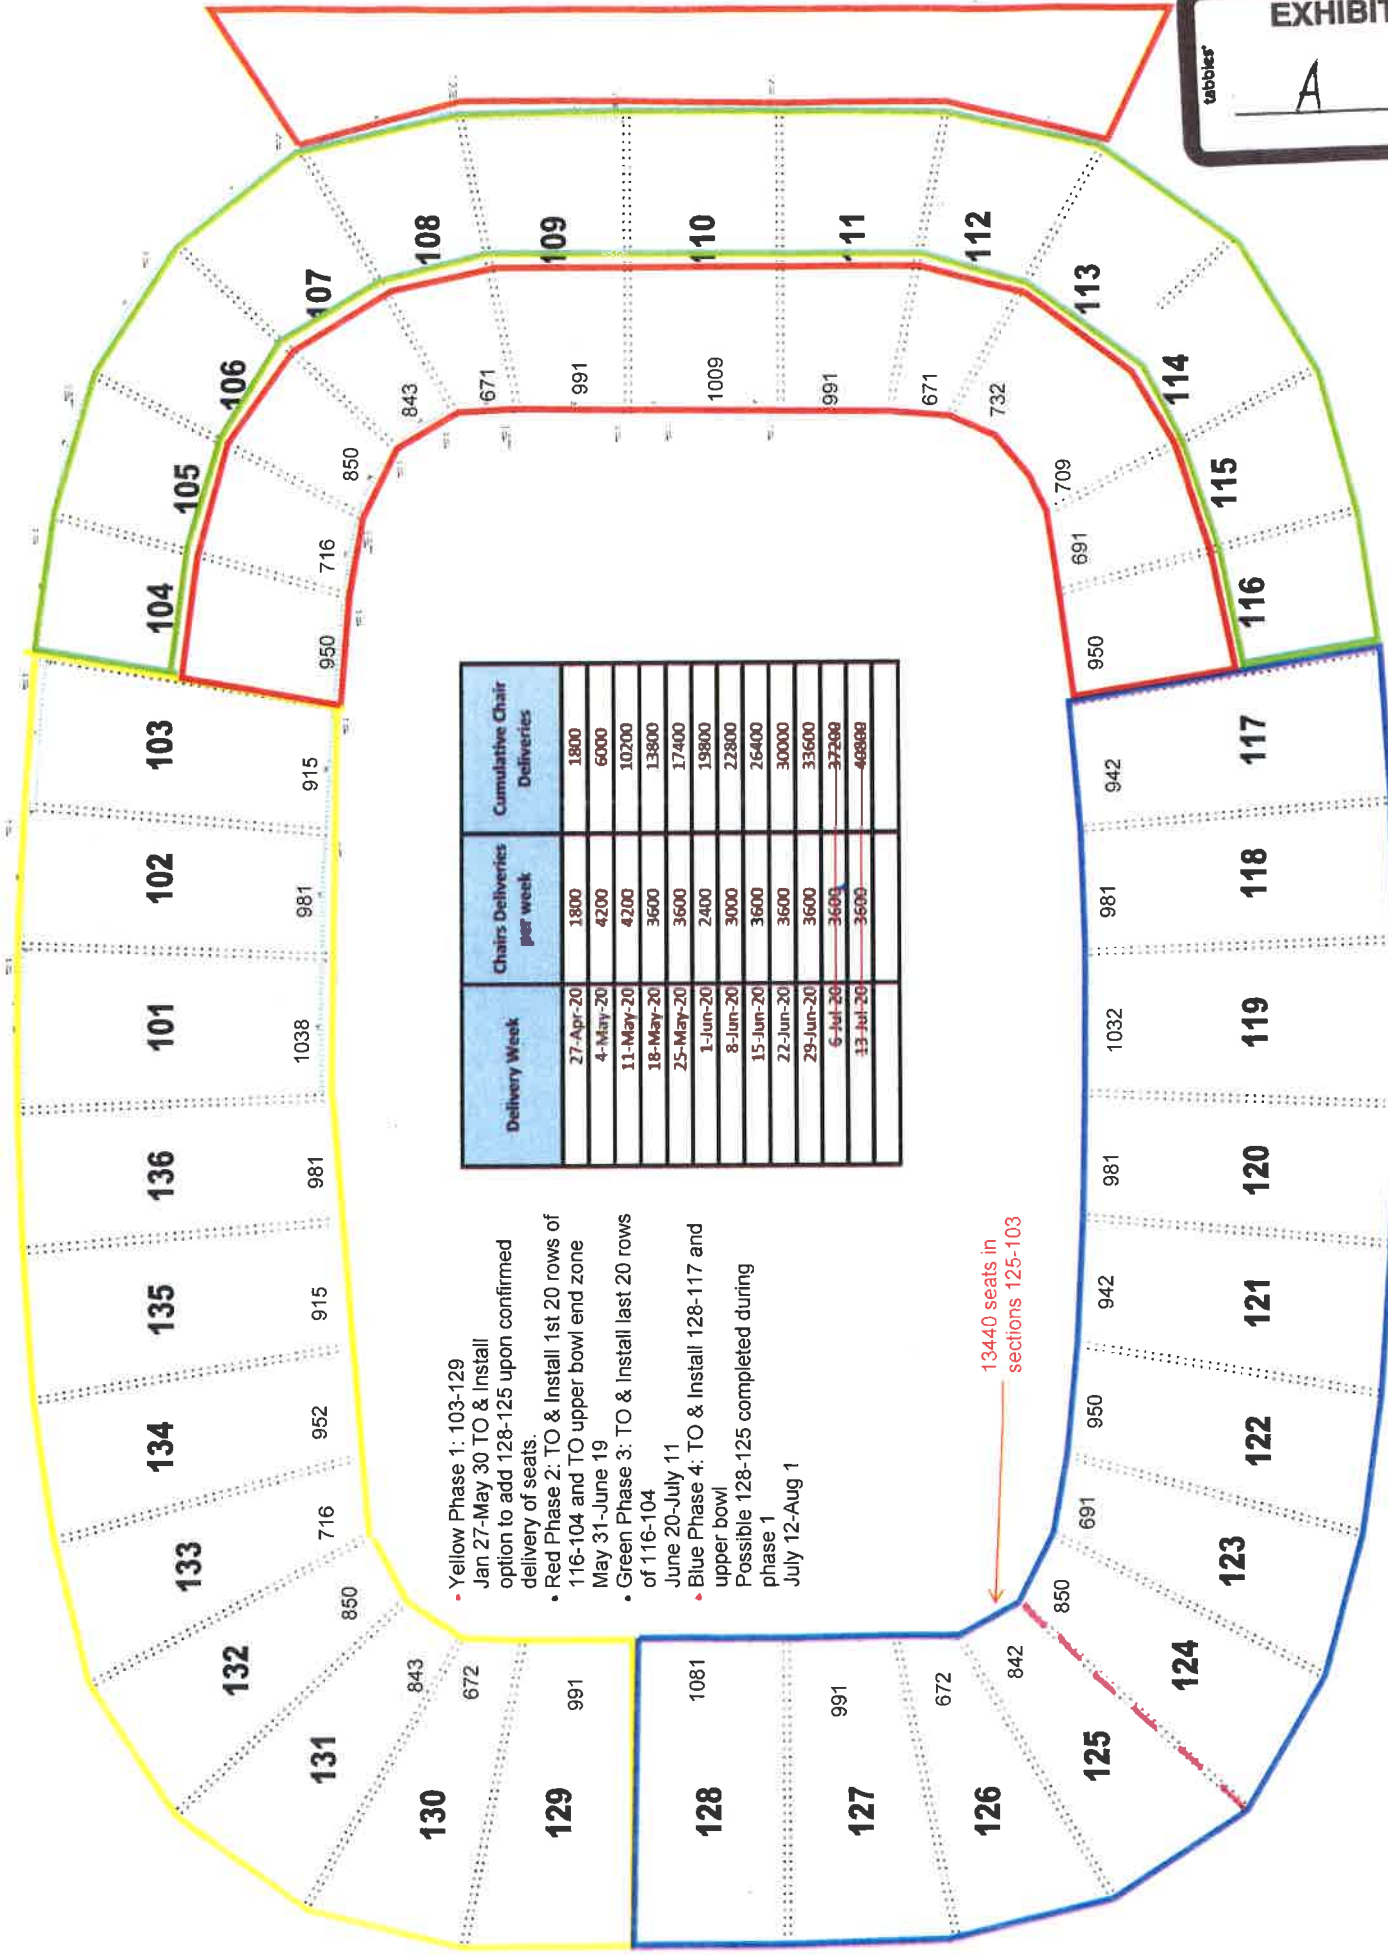 EXHIBIT
tabbies'
A
103
102
101
136
135
134
133
132
131
130
129
128
127
126
125
124
123
122
121
120
119
118
117
116
115
114
113
112
111
110
109
108
107
106
105
104
915
981
1038
981
915
952
716
850
843
672
991
1081
991
672
842
850
691
950
942
981
1032
981
942
950
691
709
732
671
991
1009
991
671
843
850
716
950
• Yellow Phase 1: 103-129
Jan 27-May 30 TO & Install
option to add 128-125 upon confirmed
delivery of seats.
• Red Phase 2: TO & Install 1st 20 rows of
116-104 and TO upper bowl end zone
May 31-June 19
• Green Phase 3: TO & Install last 20 rows
of 116-104
June 20-July 11
• Blue Phase 4: TO & Install 128-117 and
upper bowl
Possible 128-125 completed during
phase 1
July 12-Aug 1
13440 seats in
sections 125-103
Delivery Week Chairs Deliveries per week Cumulative Chair Deliveries
27-Apr-20 1800 1800
4-May-20 4200 6000
11-May-20 4200 10200
18-May-20 3600 13800
25-May-20 3600 17400
1-Jun-20 2400 19800
8-Jun-20 3000 22800
15-Jun-20 3600 26400
22-Jun-20 3600 30000
29-Jun-20 3600 33600
6-Jul-20 3600 37200
13-Jul-20 3600 40800